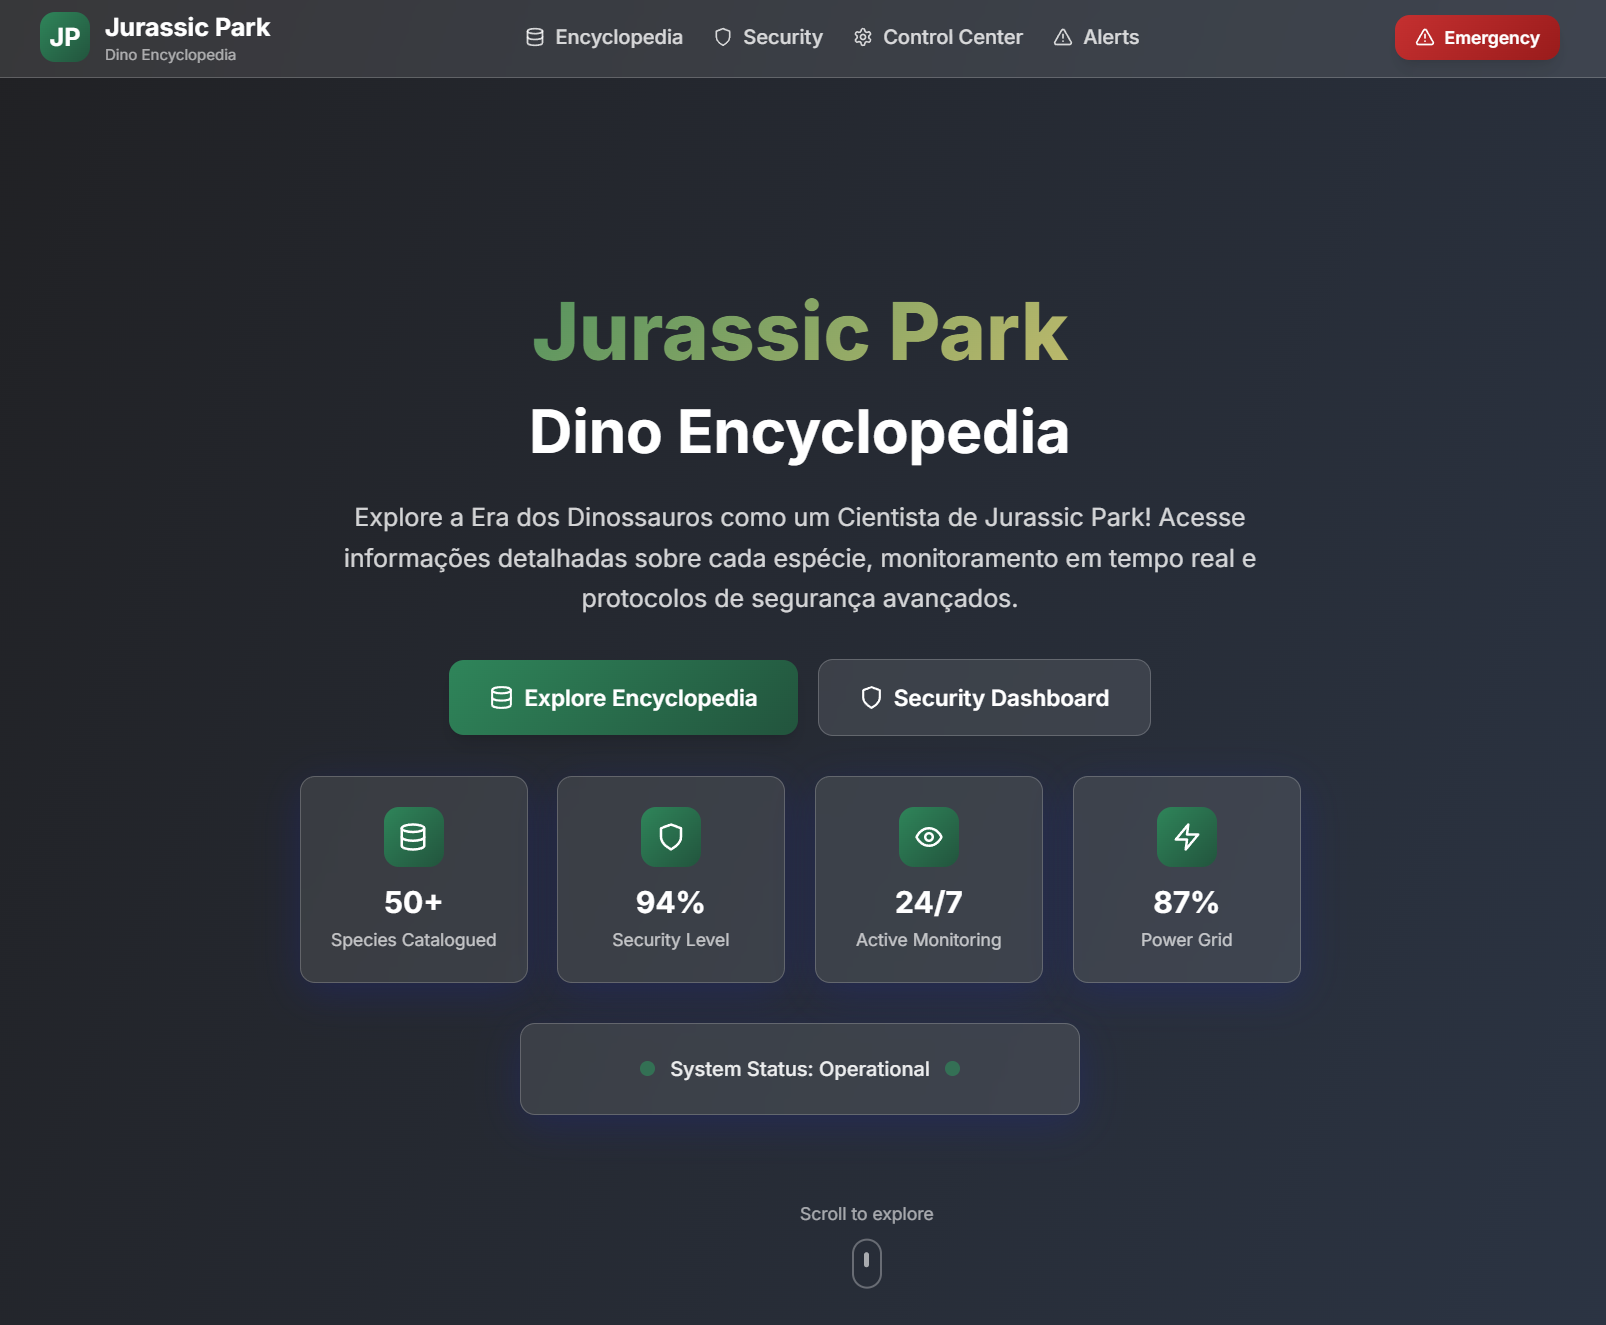 JP
Jurassic Park
Dino Encyclopedia
Encyclopedia
Security
Control Center
Alerts
Emergency
Jurassic Park
Dino Encyclopedia
Explore a Era dos Dinossauros como um Cientista de Jurassic Park! Acesse
informações detalhadas sobre cada espécie, monitoramento em tempo real e
protocolos de segurança avançados.
Explore Encyclopedia
Security Dashboard
50+
Species Catalogued
94%
Security Level
24/7
Active Monitoring
87%
Power Grid
System Status: Operational
Scroll to explore